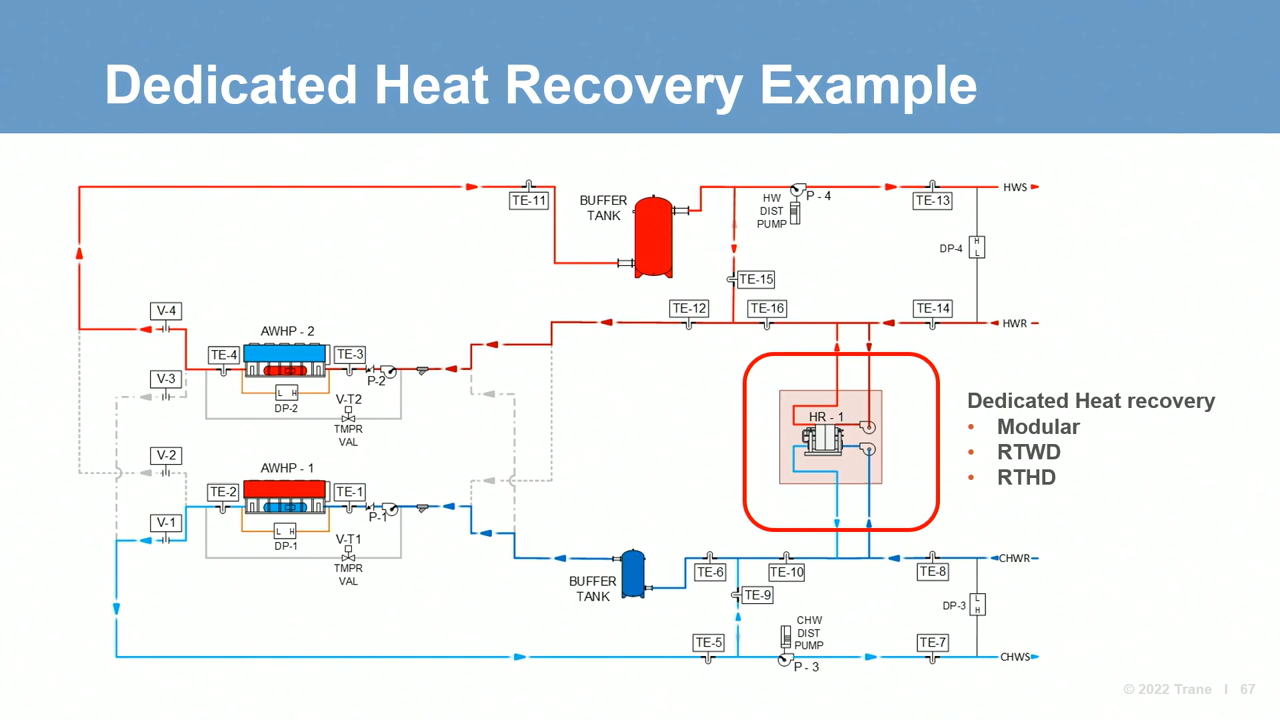 Dedicated Heat Recovery Example
TE-11
BUFFER
TANK
HW
DIST
PUMP
P - 4
TE-13
HWS
DP-4
H
L
TE-15
TE-12
TE-16
TE-14
HWR
V-4
AWHP - 2
TE-4
TE-3
P-2
V-3
L H
DP-2
V-T2
TMPR
VAL
HR - 1
Dedicated Heat recovery
• Modular
• RTWD
• RTHD
V-2
AWHP - 1
TE-2
TE-1
P-1
V-1
L H
DP-1
V-T1
TMPR
VAL
BUFFER
TANK
TE-6
TE-10
TE-8
CHWR
TE-9
DP-3
L
H
CHW
DIST
PUMP
TE-5
P - 3
TE-7
CHWS
© 2022 Trane I 67